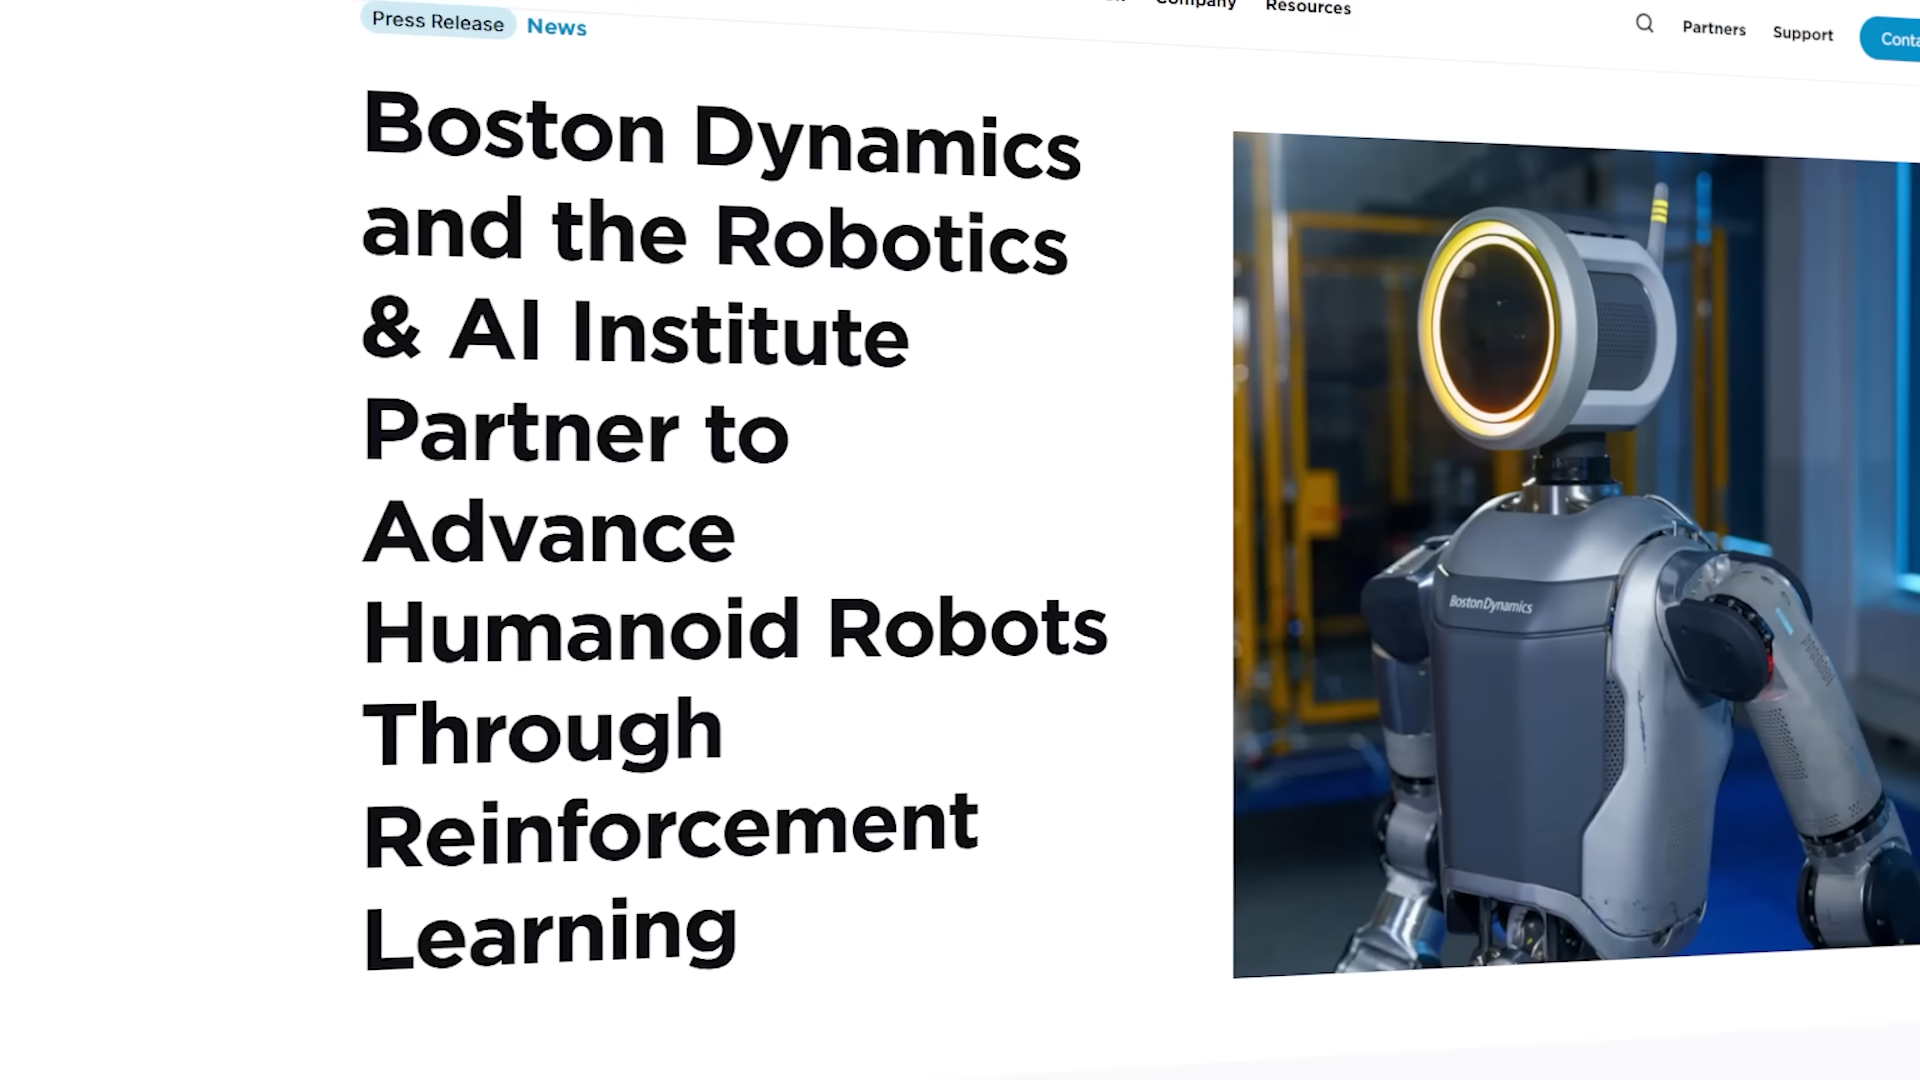 Company
Resources
Partners
Support
Press Release
News
Boston Dynamics
and the Robotics
& AI Institute
Partner to
Advance
Humanoid Robots
Through
Reinforcement
Learning
BostonDynamics